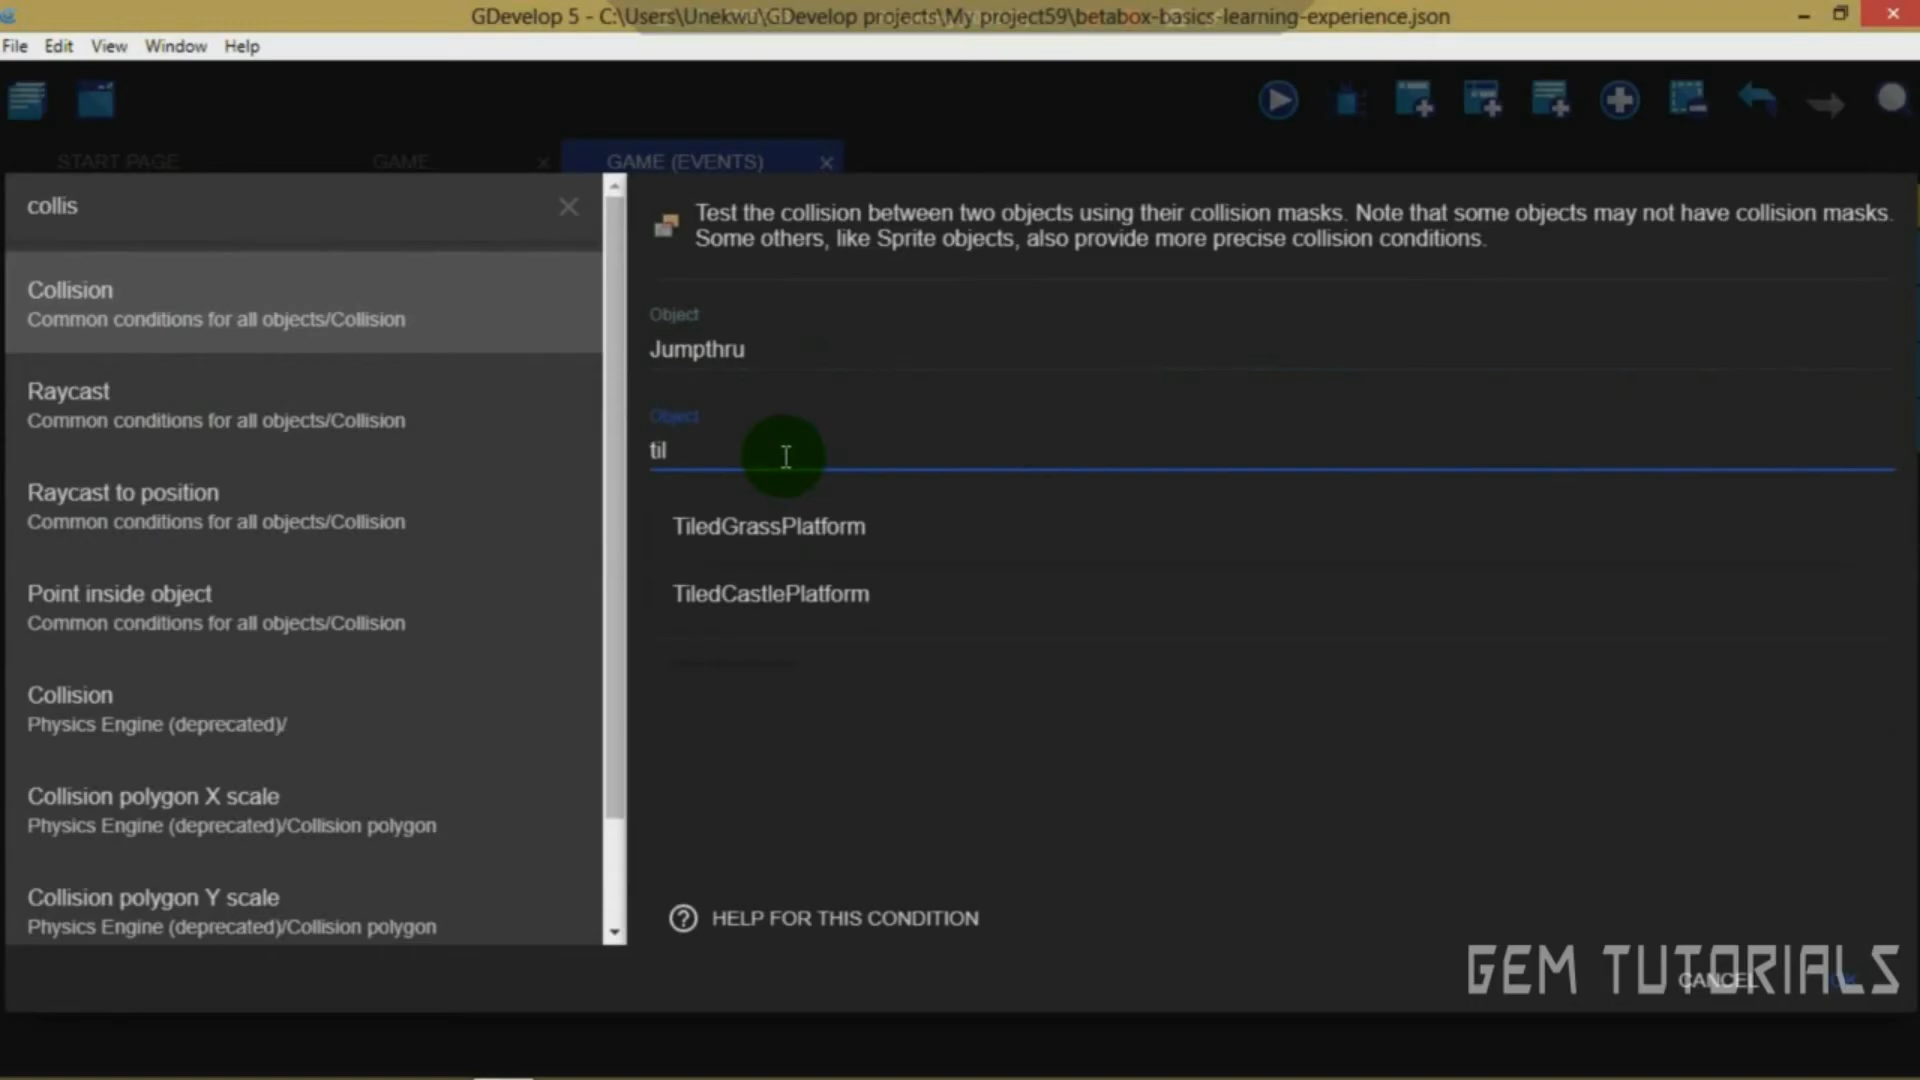 GDevelop 5 - C:\Users\Unekwu\GDevelop projects\My project59\betabox-basics-learning-experience.json
File Edit View Window Help
START PAGE GAME GAME (EVENTS)
collis
Collision
Common conditions for all objects/Collision
Raycast
Common conditions for all objects/Collision
Raycast to position
Common conditions for all objects/Collision
Point inside object
Common conditions for all objects/Collision
Collision
Physics Engine (deprecated)/
Collision polygon X scale
Physics Engine (deprecated)/Collision polygon
Collision polygon Y scale
Physics Engine (deprecated)/Collision polygon
Test the collision between two objects using their collision masks. Note that some objects may not have collision masks.
Some others, like Sprite objects, also provide more precise collision conditions.
Object
Jumpthru
Object
til
TiledGrassPlatform
TiledCastlePlatform
HELP FOR THIS CONDITION
GEM TUTORIALS
CANCEL OK